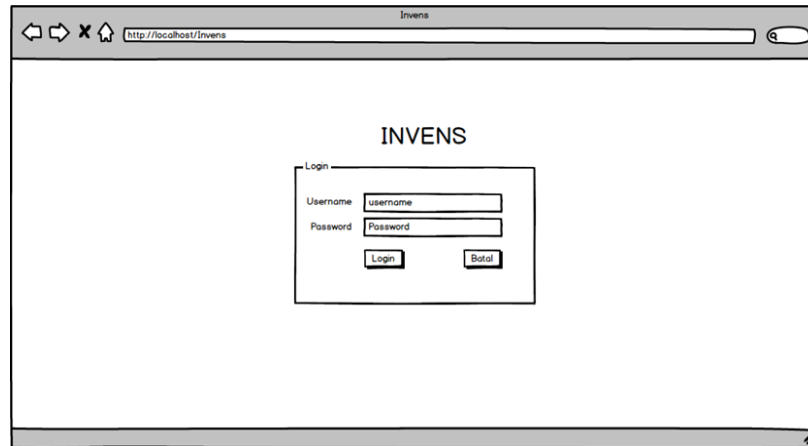 Invens
http://localhost/Invens
INVENS
Login
Username username
Password Password
Login Batal